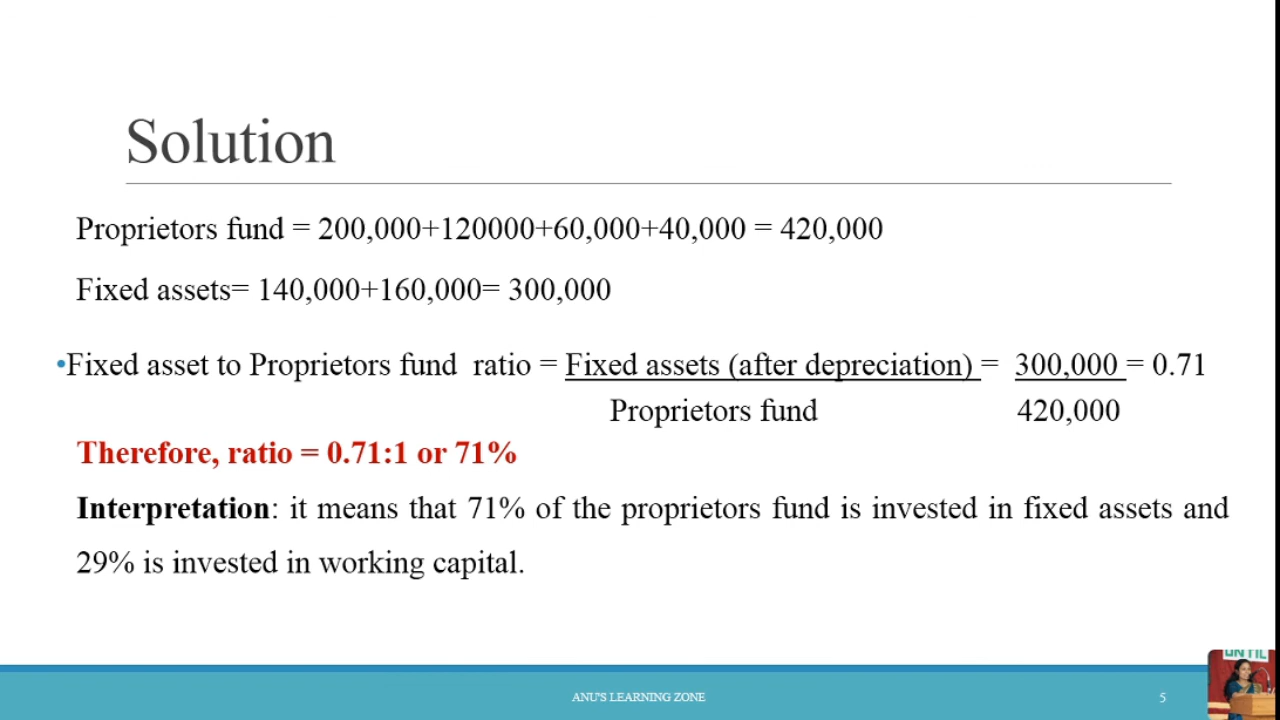 Solution
Proprietors fund = 200,000+120000+60,000+40,000 = 420,000
Fixed assets= 140,000+160,000= 300,000
•Fixed asset to Proprietors fund ratio = Fixed assets (after depreciation) = 300,000 = 0.71
Proprietors fund 420,000
Therefore, ratio = 0.71:1 or 71%
Interpretation: it means that 71% of the proprietors fund is invested in fixed assets and
29% is invested in working capital.
ANU'S LEARNING ZONE 5